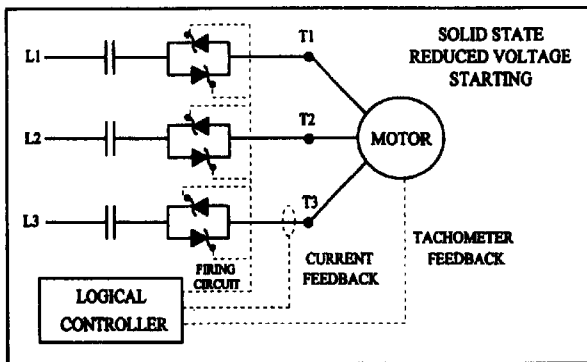 SOLID STATE
REDUCED VOLTAGE
STARTING
L1
T1
L2
T2
MOTOR
L3
T3
FIRING
CIRCUIT
CURRENT
FEEDBACK
TACHOMETER
FEEDBACK
LOGICAL
CONTROLLER